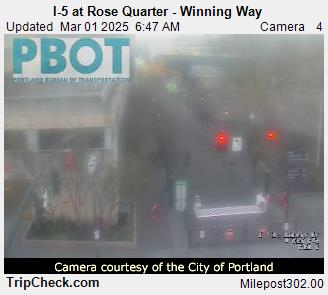 I-5 at Rose Quarter - Winning Way
Updated Mar 01 2025 6:47 AM Camera 4
PBOT
PORTLAND BUREAU OF TRANSPORTATION
Camera courtesy of the City of Portland
TripCheck.com Milepost302.00